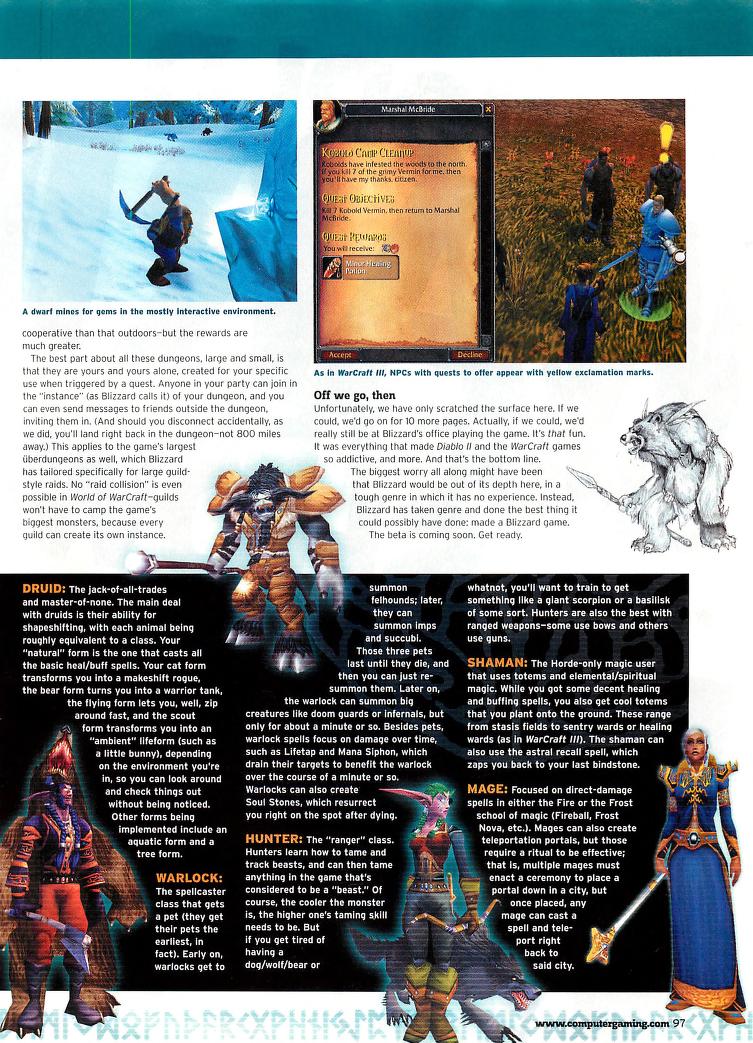 Marshal McBride
Kobold Camp Cleanup
Kobolds have infested the woods to the north.
If you kill 7 of the grimy Vermin for me, then
you'll have my thanks, citizen.
Quest Objectives
Kill 7 Kobold Vermin, then return to Marshal
McBride.
Quest Rewards
You will receive:
Minor Healing
Potion
Accept
Decline
A dwarf mines for gems in the mostly interactive environment.
As in WarCraft III, NPCs with quests to offer appear with yellow exclamation marks.
cooperative than that outdoors—but the rewards are
much greater.
The best part about all these dungeons, large and small, is
that they are yours and yours alone, created for your specific
use when triggered by a quest. Anyone in your party can join in
the "instance" (as Blizzard calls it) of your dungeon, and you
can even send messages to friends outside the dungeon,
inviting them in. (And should you disconnect accidentally, as
we did, you'll land right back in the dungeon—not 800 miles
away.) This applies to the game's largest
überdungeons as well, which Blizzard
has tailored specifically for large guild-
style raids. No "raid collision" is even
possible in World of WarCraft—guilds
won't have to camp the game's
biggest monsters, because every
guild can create its own instance.
Off we go, then
Unfortunately, we have only scratched the surface here. If we
could, we'd go on for 10 more pages. Actually, if we could, we'd
really still be at Blizzard's office playing the game. It's that fun.
It was everything that made Diablo II and the WarCraft games
so addictive, and more. And that's the bottom line.
The biggest worry all along might have been
that Blizzard would be out of its depth here, in a
tough genre in which it has no experience. Instead,
Blizzard has taken genre and done the best thing it
could possibly have done: made a Blizzard game.
The beta is coming soon. Get ready.
DRUID: The jack-of-all-trades
and master-of-none. The main deal
with druids is their ability for
shapeshifting, with each animal being
roughly equivalent to a class. Your
"natural" form is the one that casts all
the basic heal/buff spells. Your cat form
transforms you into a makeshift rogue,
the bear form turns you into a warrior tank,
the flying form lets you, well, zip
around fast, and the scout
form transforms you into an
"ambient" lifeform (such as
a little bunny), depending
on the environment you're
in, so you can look around
and check things out
without being noticed.
Other forms being
implemented include an
aquatic form and a
tree form.
WARLOCK:
The spellcaster
class that gets
a pet (they get
their pets the
earliest, in
fact). Early on,
warlocks get to
summon
felhounds; later,
they can
summon imps
and succubi.
Those three pets
last until they die, and
then you can just re-
summon them. Later on,
the warlock can summon big
creatures like doom guards or infernals, but
only for about a minute or so. Besides pets,
warlock spells focus on damage over time,
such as Lifetap and Mana Siphon, which
drain their targets to benefit the warlock
over the course of a minute or so.
Warlocks can also create
Soul Stones, which resurrect
you right on the spot after dying.
HUNTER: The "ranger" class.
Hunters learn how to tame and
track beasts, and can then tame
anything in the game that's
considered to be a "beast." Of
course, the cooler the monster
is, the higher one's taming skill
needs to be. But
if you get tired of
having a
dog/wolf/bear or
whatnot, you'll want to train to get
something like a giant scorpion or a basilisk
of some sort. Hunters are also the best with
ranged weapons—some use bows and others
use guns.
SHAMAN: The Horde-only magic user
that uses totems and elemental/spiritual
magic. While you got some decent healing
and buffing spells, you also get cool totems
that you plant onto the ground. These range
from stasis fields to sentry wards or healing
wards (as in WarCraft III). The shaman can
also use the astral recall spell, which
zaps you back to your last bindstone.
MAGE: Focused on direct-damage
spells in either the Fire or the Frost
school of magic (Fireball, Frost
Nova, etc.). Mages can also create
teleportation portals, but those
require a ritual to be effective;
that is, multiple mages must
enact a ceremony to place a
portal down in a city, but
once placed, any
mage can cast a
spell and tele-
port right
back to
said city.
www.computergaming.com 97